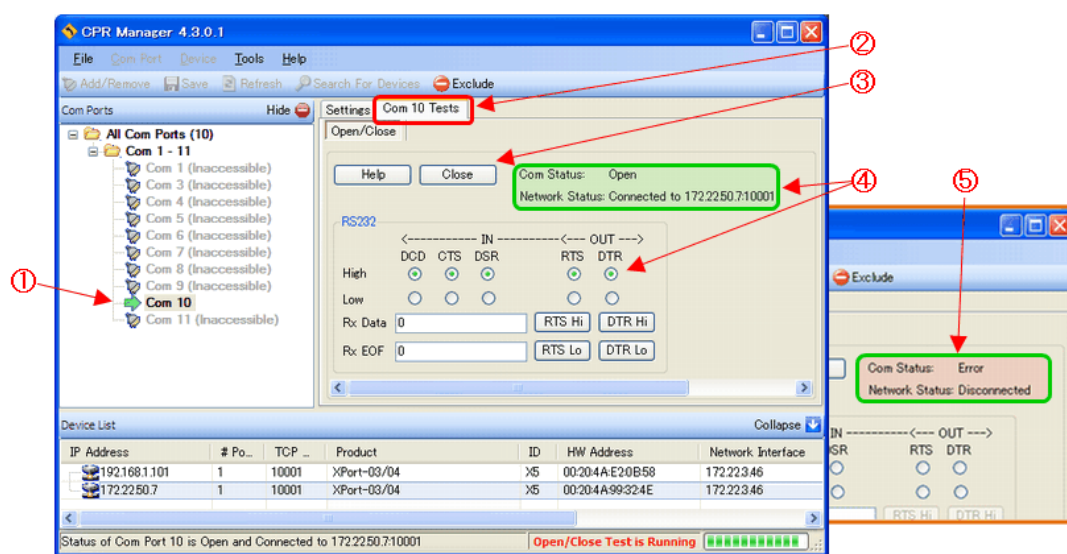 CPR Manager 4.3.0.1
File Com Port Device Tools Help
Add/Remove Save Refresh Search For Devices Exclude
Com Ports Hide
All Com Ports (10)
Com 1 - 11
Com 1 (Inaccessible)
Com 3 (Inaccessible)
Com 4 (Inaccessible)
Com 5 (Inaccessible)
Com 6 (Inaccessible)
Com 7 (Inaccessible)
Com 8 (Inaccessible)
Com 9 (Inaccessible)
Com 10
Com 11 (Inaccessible)
①
Settings Com 10 Tests
②
Open/Close
Help Close
③
Com Status: Open
Network Status: Connected to 172.22.50.7:10001
④
RS232
<----------- IN -----------<--- OUT --->
DCD CTS DSR RTS DTR
High
Low
Rx Data 0 RTS Hi DTR Hi
Rx EOF 0 RTS Lo DTR Lo
Device List Collapse
IP Address # Po... TCP ... Product ID HW Address Network Interface
192.168.1.101 1 10001 XPort-03/04 X5 00:20:4A:E2:0B:58 172.22.3.46
172.22.50.7 1 10001 XPort-03/04 X5 00:20:4A:99:32:4E 172.22.3.46
Status of Com Port 10 is Open and Connected to 172.22.50.7:10001 Open/Close Test is Running
⑤
Exclude
Com Status: Error
Network Status: Disconnected
IN -----------<--- OUT --->
SR RTS DTR
RTS Hi DTR Hi